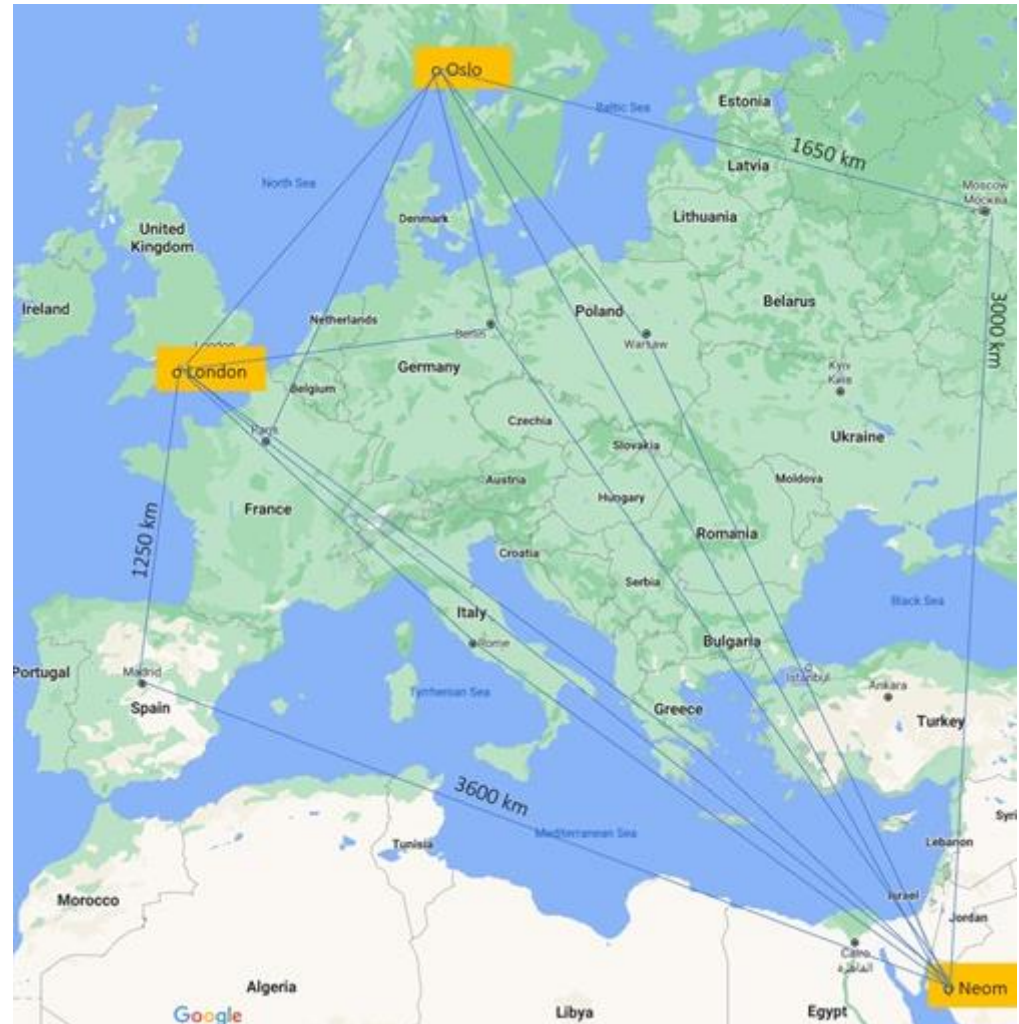 Oslo
Baltic Sea
Estonia
1650 km
Latvia
North Sea
Moscow
Москва
Denmark
Lithuania
United
Kingdom
Ireland
Netherlands
Poland
Belarus
3000 km
Berlin
Warsaw
London
London
Germany
Belgium
Kyiv
Київ
Paris
Czechia
Ukraine
Slovakia
Austria
Moldova
France
Hungary
1250 km
Romania
Croatia
Serbia
Black Sea
Italy
Rome
Bulgaria
Portugal
Madrid
Istanbul
Ankara
Spain
Tyrrhenian Sea
Greece
Turkey
3600 km
Mediterranean Sea
Tunisia
Lebanon
Syri
Morocco
Israel
Jordan
Cairo
القاهرة
Algeria
Neom
Google
Libya
Egypt